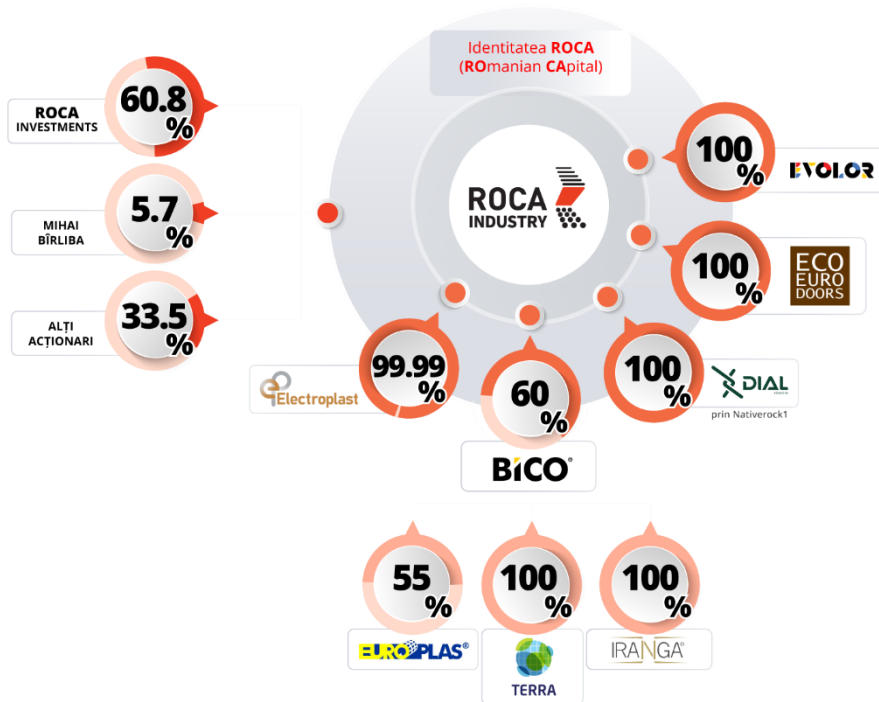 Identitatea ROCA
(ROmanian CApital)
60.8
%
ROCA
INVESTMENTS
5.7
%
MIHAI
BÎRLIBA
33.5
%
ALȚI
ACȚIONARI
ROCA
INDUSTRY
100
%
EVOLOR
100
%
ECO
EURO
DOORS
100
%
DIAL
prin Nativerock1
60
%
BiCO®
99.99
%
ep
Electroplast
55
%
EUROPLAS®
100
%
TERRA
100
%
IRANGA®